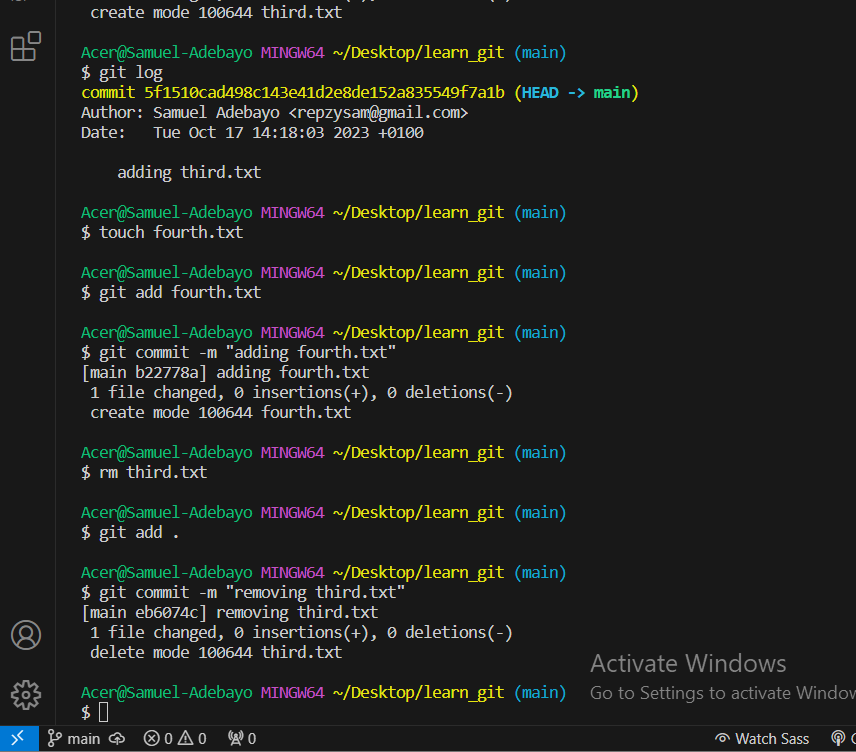 create mode 100644 third.txt
Acer@Samuel-Adebayo MINGW64 ~/Desktop/learn_git (main)
$ git log
commit 5f1510cad498c143e41d2e8de152a835549f7a1b (HEAD -> main)
Author: Samuel Adebayo <repzysam@gmail.com>
Date:   Tue Oct 17 14:18:03 2023 +0100
adding third.txt
Acer@Samuel-Adebayo MINGW64 ~/Desktop/learn_git (main)
$ touch fourth.txt
Acer@Samuel-Adebayo MINGW64 ~/Desktop/learn_git (main)
$ git add fourth.txt
Acer@Samuel-Adebayo MINGW64 ~/Desktop/learn_git (main)
$ git commit -m "adding fourth.txt"
[main b22778a] adding fourth.txt
1 file changed, 0 insertions(+), 0 deletions(-)
create mode 100644 fourth.txt
Acer@Samuel-Adebayo MINGW64 ~/Desktop/learn_git (main)
$ rm third.txt
Acer@Samuel-Adebayo MINGW64 ~/Desktop/learn_git (main)
$ git add .
Acer@Samuel-Adebayo MINGW64 ~/Desktop/learn_git (main)
$ git commit -m "removing third.txt"
[main eb6074c] removing third.txt
1 file changed, 0 insertions(+), 0 deletions(-)
delete mode 100644 third.txt
Acer@Samuel-Adebayo MINGW64 ~/Desktop/learn_git (main)
$
Activate Windows
Go to Settings to activate Window
main 0 0 0 Watch Sass